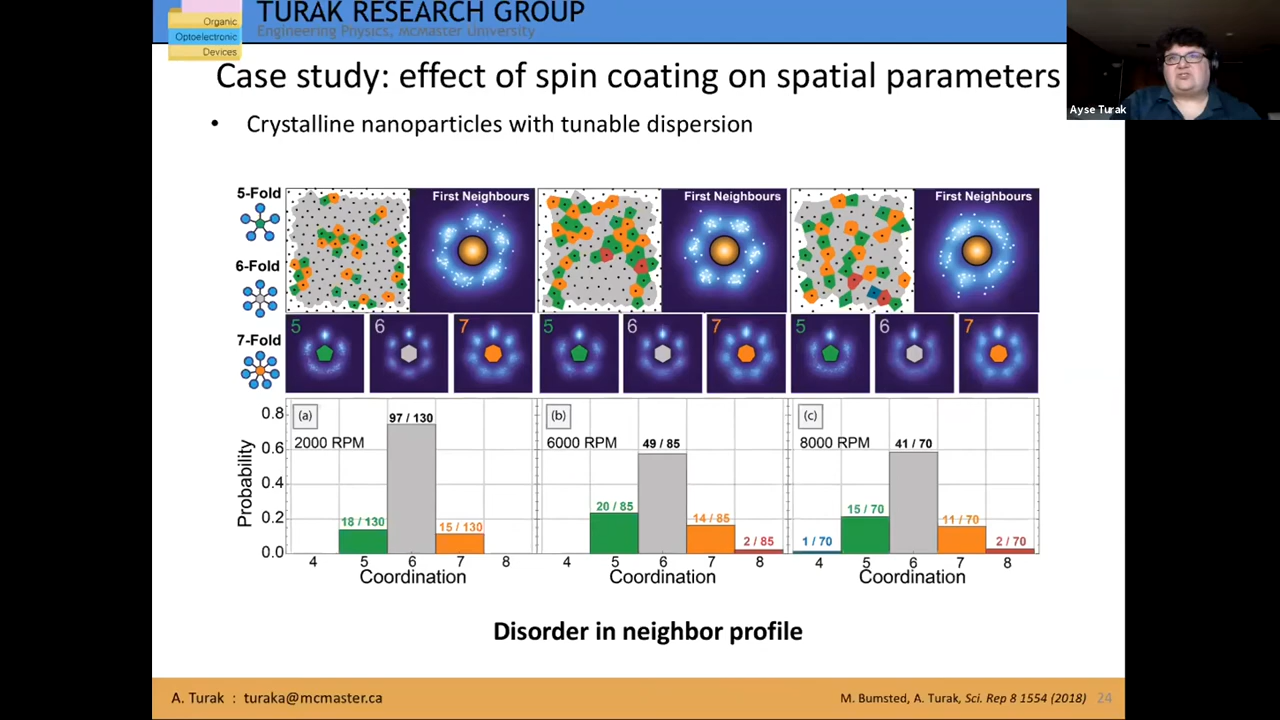 TURAK RESEARCH GROUP
Engineering Physics, McMaster University
Organic
Optoelectronic
Devices
Ayse Turak
Case study: effect of spin coating on spatial parameters
• Crystalline nanoparticles with tunable dispersion
5-Fold
6-Fold
7-Fold
First Neighbours
First Neighbours
First Neighbours
5 6 7 5 6 7 5 6 7
Probability
0.8
0.6
0.4
0.2
0.0
(a)
2000 RPM
18 / 130
97 / 130
15 / 130
4 5 6 7 8
Coordination
(b)
6000 RPM
20 / 85
49 / 85
14 / 85
2 / 85
4 5 6 7 8
Coordination
(c)
8000 RPM
1 / 70
15 / 70
41 / 70
11 / 70
2 / 70
4 5 6 7 8
Coordination
Disorder in neighbor profile
A. Turak : turaka@mcmaster.ca
M. Bumsted, A. Turak, Sci. Rep 8 1554 (2018) 24